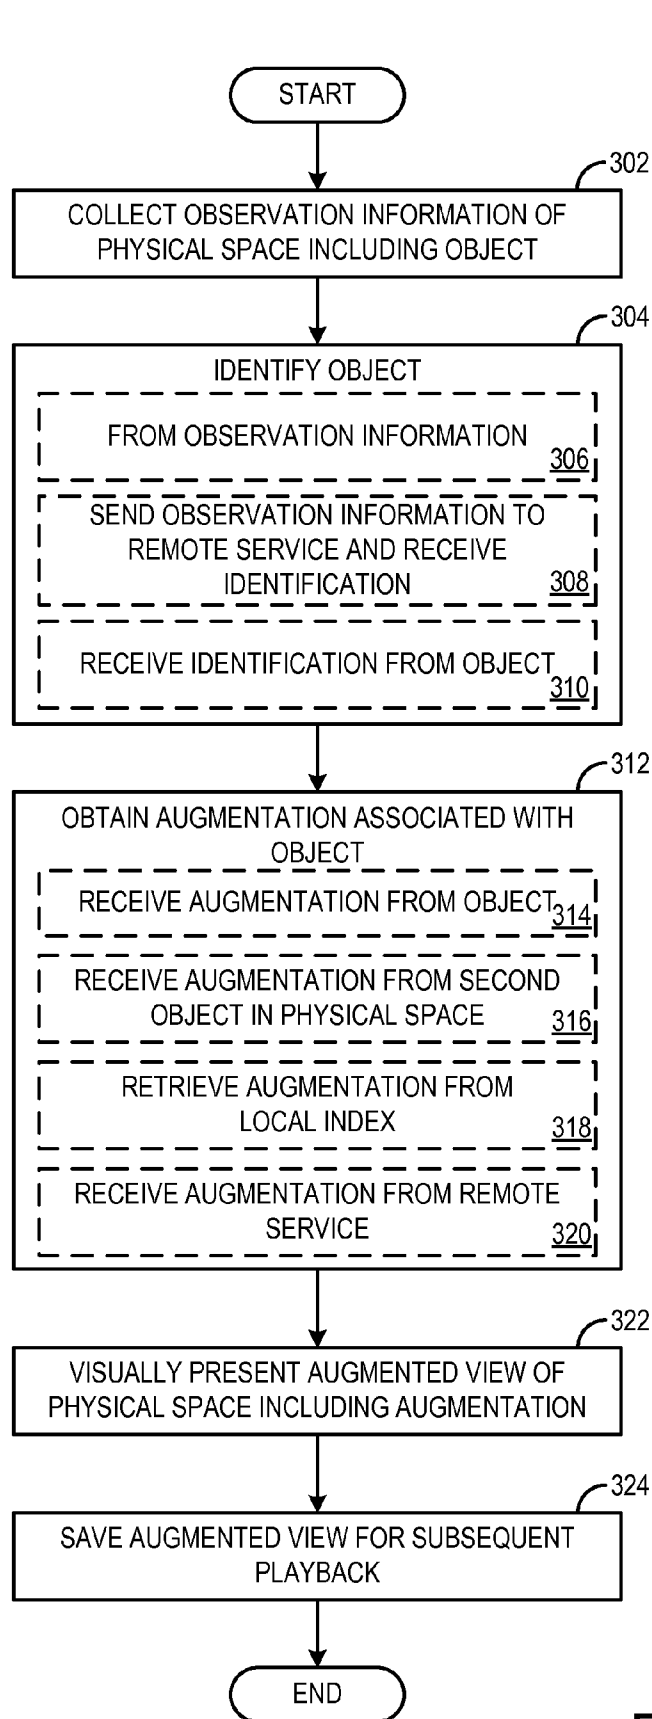 START
302
COLLECT OBSERVATION INFORMATION OF
PHYSICAL SPACE INCLUDING OBJECT
304
IDENTIFY OBJECT
FROM OBSERVATION INFORMATION
306
SEND OBSERVATION INFORMATION TO
REMOTE SERVICE AND RECEIVE
IDENTIFICATION
308
RECEIVE IDENTIFICATION FROM OBJECT
310
312
OBTAIN AUGMENTATION ASSOCIATED WITH
OBJECT
RECEIVE AUGMENTATION FROM OBJECT
314
RECEIVE AUGMENTATION FROM SECOND
OBJECT IN PHYSICAL SPACE
316
RETRIEVE AUGMENTATION FROM
LOCAL INDEX
318
RECEIVE AUGMENTATION FROM REMOTE
SERVICE
320
322
VISUALLY PRESENT AUGMENTED VIEW OF
PHYSICAL SPACE INCLUDING AUGMENTATION
324
SAVE AUGMENTED VIEW FOR SUBSEQUENT
PLAYBACK
END